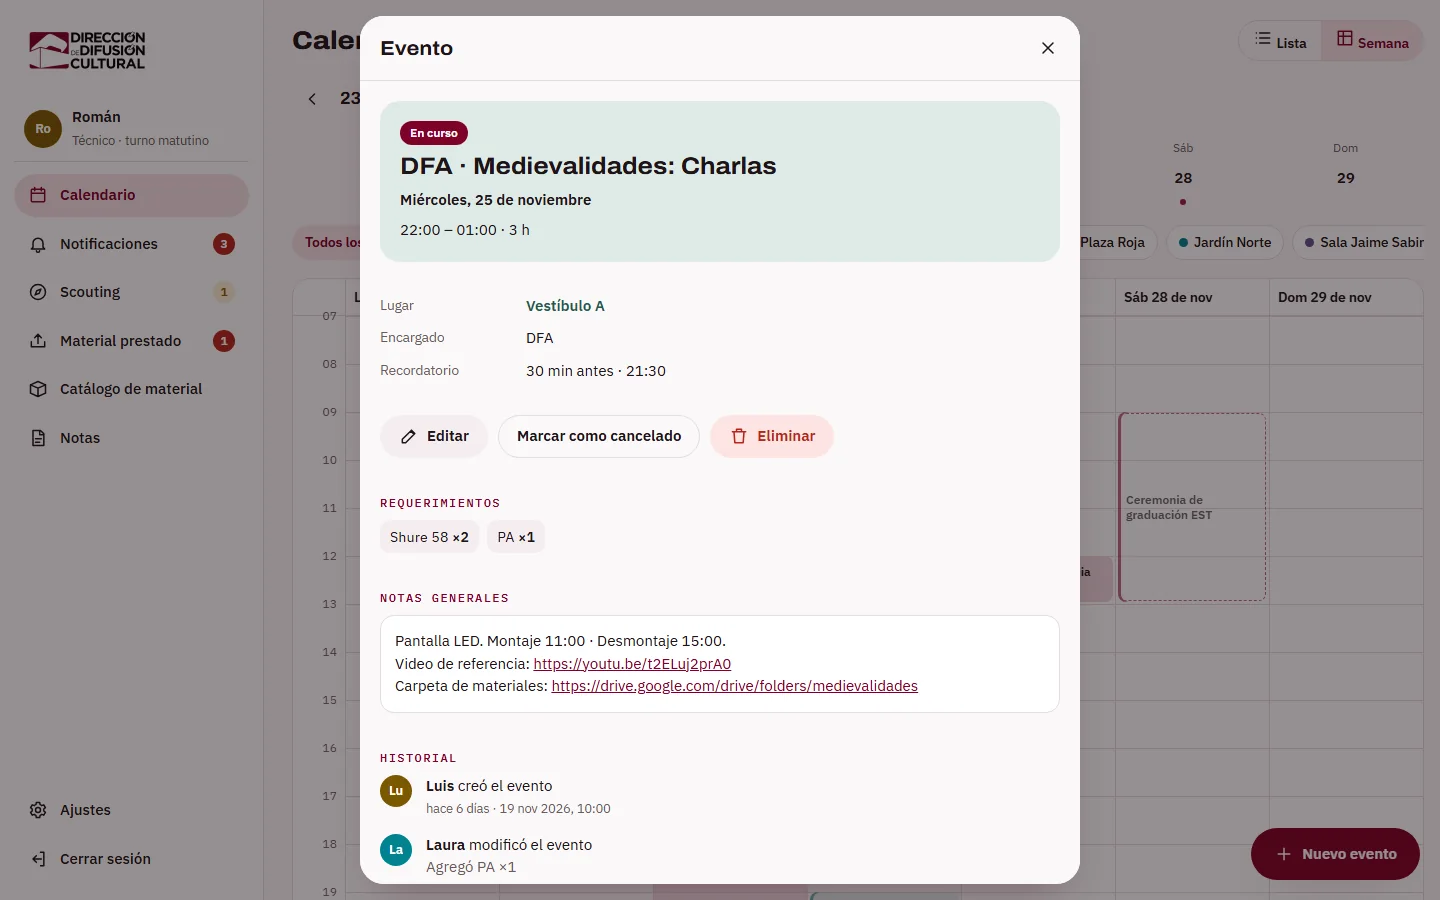 DIRECCIÓN
DE DIFUSIÓN
CULTURAL
Ro
Román
Técnico · turno matutino
Calendario
Notificaciones
3
Scouting
1
Material prestado
1
Catálogo de material
Notas
Ajustes
Cerrar sesión
23
Lista
Semana
Sáb
28
Dom
29
Plaza Roja
Jardín Norte
Sáb 28 de nov
Dom 29 de nov
07
08
09
10
11
12
13
14
15
16
17
18
19
Ceremonia de
graduación EST
Nuevo evento
Evento
En curso
DFA · Medievalidades: Charlas
Miércoles, 25 de noviembre
22:00 – 01:00 · 3 h
Lugar
Vestíbulo A
Encargado
DFA
Recordatorio
30 min antes · 21:30
Editar
Marcar como cancelado
Eliminar
REQUERIMIENTOS
Shure 58 ×2
PA ×1
NOTAS GENERALES
Pantalla LED. Montaje 11:00 · Desmontaje 15:00.
Video de referencia: https://youtu.be/t2ELuj2prA0
Carpeta de materiales: https://drive.google.com/drive/folders/medievalidades
HISTORIAL
Lu
Luis creó el evento
hace 6 días · 19 nov 2026, 10:00
La
Laura modificó el evento
Agregó PA ×1